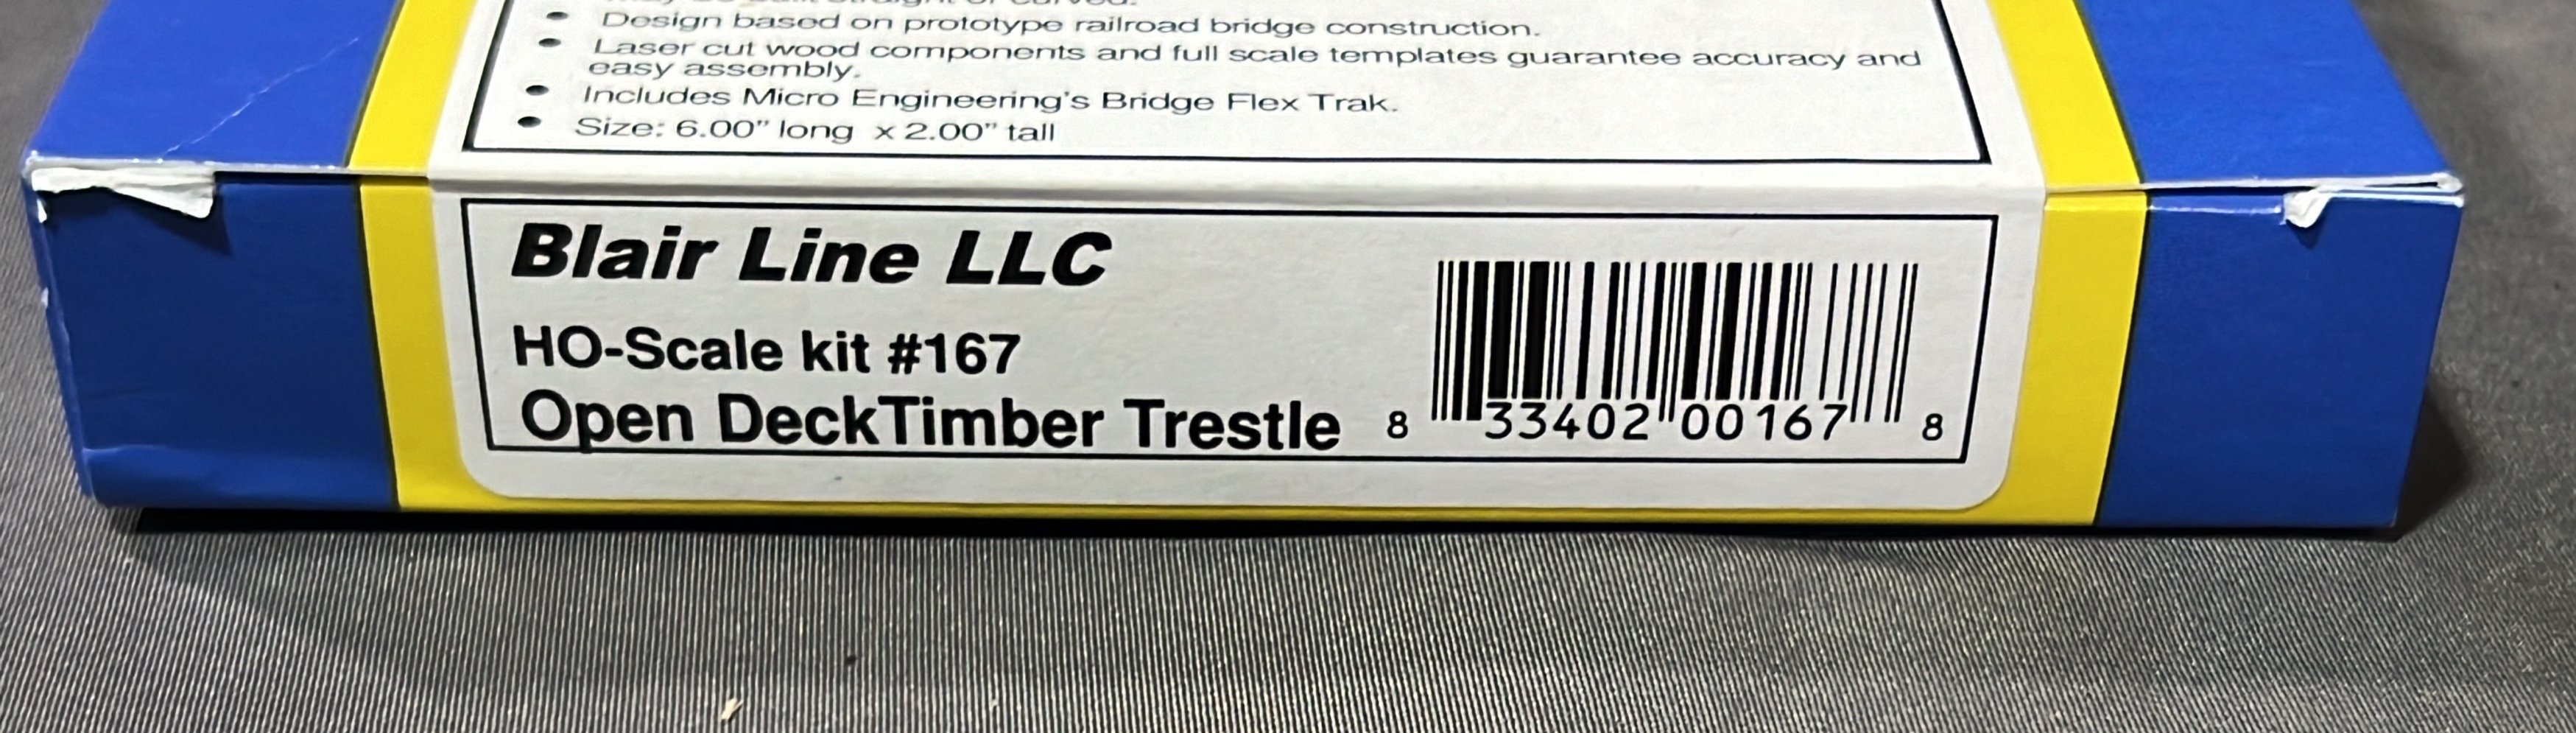 • Design based on prototype railroad bridge construction.
• Laser cut wood components and full scale templates guarantee accuracy and
easy assembly.
• Includes Micro Engineering's Bridge Flex Trak.
• Size: 6.00” long x 2.00” tall
Blair Line LLC
HO-Scale kit #167
Open DeckTimber Trestle
8 33402 00167 8